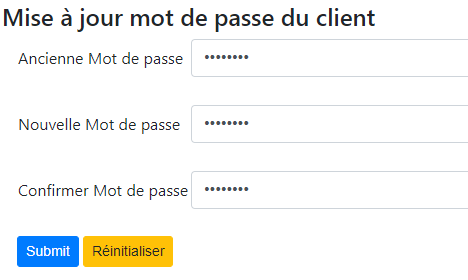 Mise à jour mot de passe du client
Ancienne Mot de passe ••••••••
Nouvelle Mot de passe ••••••••
Confirmer Mot de passe ••••••••
Submit Réinitialiser